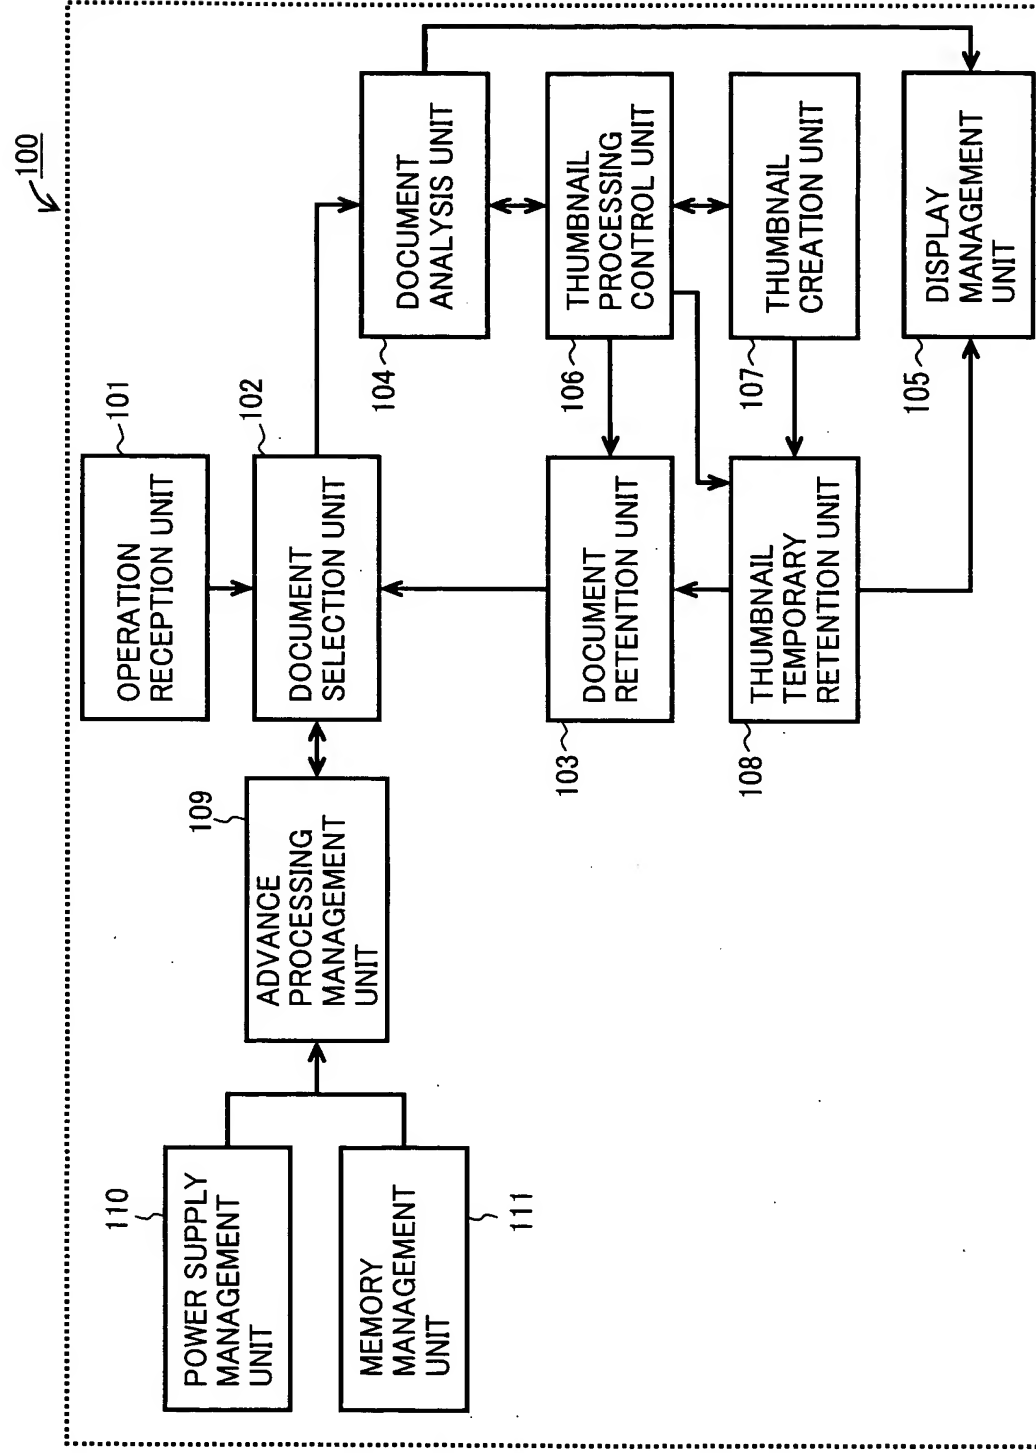 100
101
OPERATION
RECEPTION UNIT
102
DOCUMENT
SELECTION UNIT
109
ADVANCE
PROCESSING
MANAGEMENT
UNIT
110
POWER SUPPLY
MANAGEMENT
UNIT
MEMORY
MANAGEMENT
UNIT
111
104
DOCUMENT
ANALYSIS UNIT
106
THUMBNAIL
PROCESSING
CONTROL UNIT
103
DOCUMENT
RETENTION UNIT
107
THUMBNAIL
CREATION UNIT
108
THUMBNAIL
TEMPORARY
RETENTION UNIT
105
DISPLAY
MANAGEMENT
UNIT